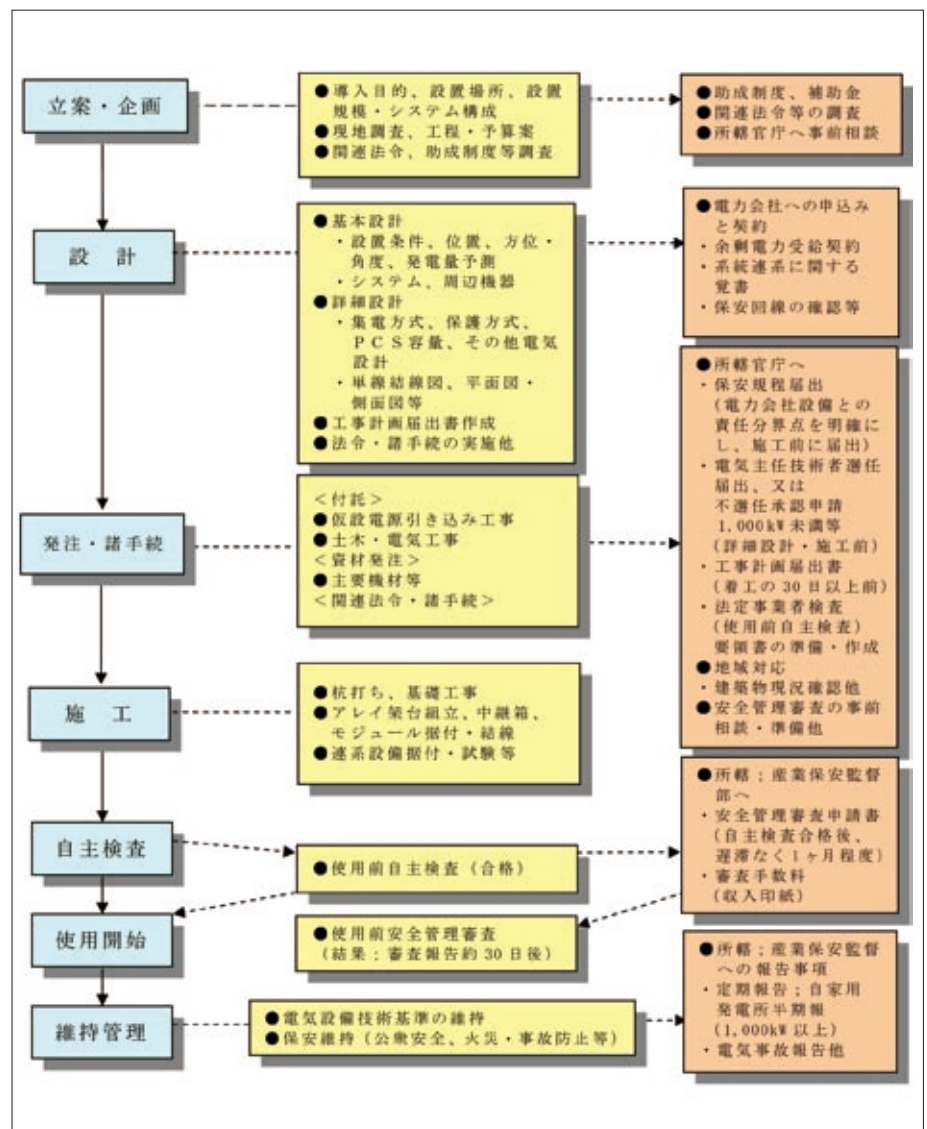 立案・企画
●導入目的、設置場所、設置
規模・システム構成
●現地調査、工程・予算案
●関連法令、助成制度等調査
●助成制度、補助金
●関連法令等の調査
●所轄官庁へ事前相談
設 計
●基本設計
・設置条件、位置、方位・
角度、発電量予測
・システム、周辺機器
●詳細設計
・集電方式、保護方式、
PCS容量、その他電気
設計
・単線結線図、平面図・
側面図等
●工事計画届出書作成
●法令・諸手続の実施他
●電力会社への申込み
と契約
・余剰電力受給契約
・系統連系に関する
覚書
・保安回線の確認等
発注・諸手続
<付託>
●仮設電源引き込み工事
●土木・電気工事
<資材発注>
●主要機材等
<関連法令・諸手続>
●所轄官庁へ
・保安規程届出
(電力会社設備との
責任分界点を明確に
し、施工前に届出)
・電気主任技術者選任
届出、又は
不選任承認申請
1,000kW未満等
(詳細設計・施工前)
・工事計画届出書
(着工の30日以上前)
・法定事業者検査
(使用前自主検査)
要領書の準備・作成
●地域対応
・建築物現況確認他
●安全管理審査の事前
相談・準備他
施 工
●杭打ち、基礎工事
●アレイ架台組立、中継箱、
モジュール据付・結線
●連系設備据付・試験等
自主検査
●使用前自主検査(合格)
●所轄;産業保安監督
部へ
・安全管理審査申請書
(自主検査合格後、
遅滞なく1ヶ月程度)
・審査手数料
(収入印紙)
使用開始
●使用前安全管理審査
(結果;審査報告約30日後)
維持管理
●電気設備技術基準の維持
●保安維持(公衆安全、火災・事故防止等)
●所轄;産業保安監督
への報告事項
・定期報告;自家用
発電所半期報
(1,000kW以上)
・電気事故報告他